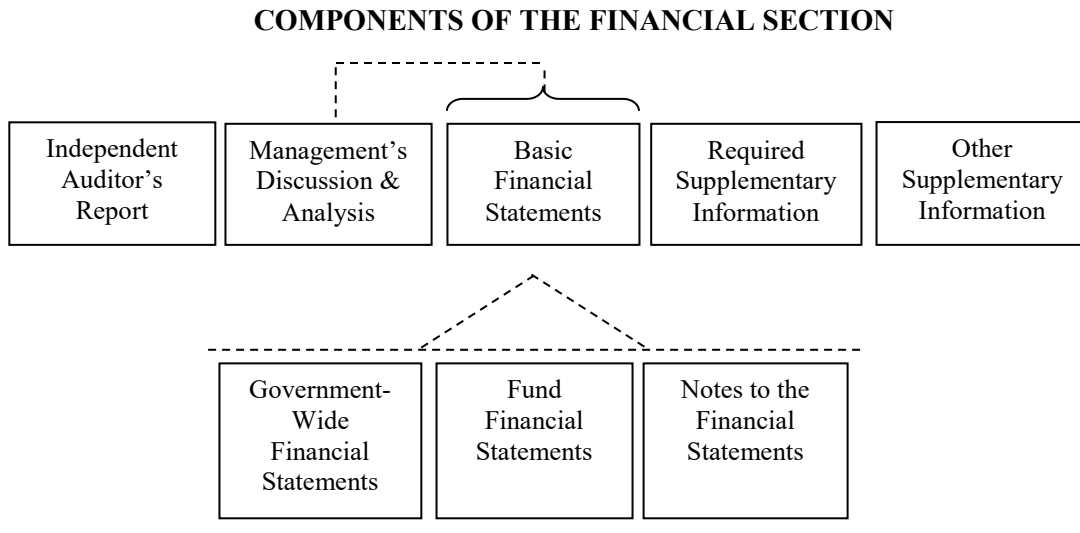 COMPONENTS OF THE FINANCIAL SECTION
Independent
Auditor’s
Report
Management’s
Discussion &
Analysis
Basic
Financial
Statements
Required
Supplementary
Information
Other
Supplementary
Information
Government-
Wide
Financial
Statements
Fund
Financial
Statements
Notes to the
Financial
Statements